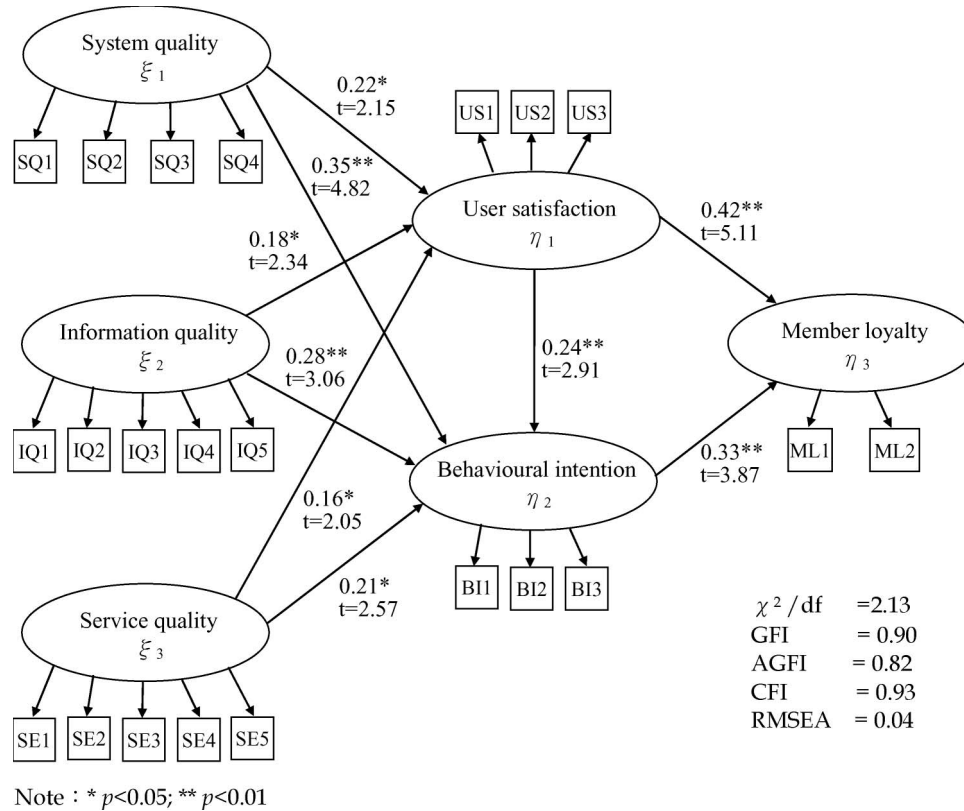 System quality
ξ 1
SQ1 SQ2 SQ3 SQ4
0.22*
t=2.15
0.35**
t=4.82
US1 US2 US3
User satisfaction
η 1
0.18*
t=2.34
0.42**
t=5.11
Information quality
ξ 2
IQ1 IQ2 IQ3 IQ4 IQ5
0.28**
t=3.06
0.24**
t=2.91
Member loyalty
η 3
ML1 ML2
Behavioural intention
η 2
BI1 BI2 BI3
0.33**
t=3.87
0.16*
t=2.05
0.21*
t=2.57
Service quality
ξ 3
SE1 SE2 SE3 SE4 SE5
χ²/df =2.13
GFI = 0.90
AGFI = 0.82
CFI = 0.93
RMSEA = 0.04
Note：* p<0.05; ** p<0.01